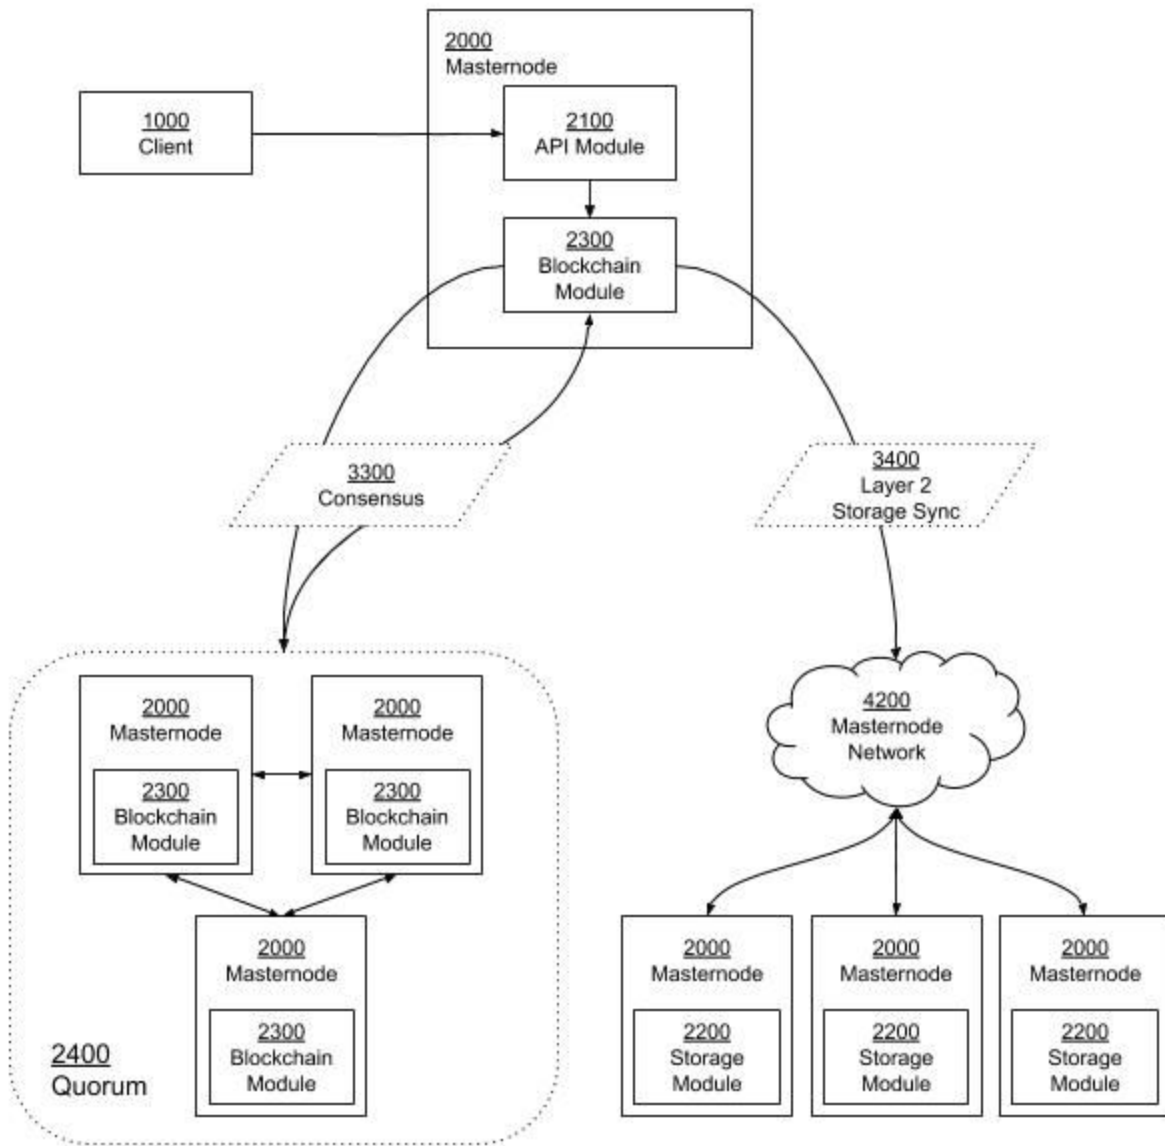 2000
Masternode
1000
Client
2100
API Module
2300
Blockchain
Module
3300
Consensus
3400
Layer 2
Storage Sync
2000
Masternode
2300
Blockchain
Module
2000
Masternode
2300
Blockchain
Module
2000
Masternode
2300
Blockchain
Module
2400
Quorum
4200
Masternode
Network
2000
Masternode
2200
Storage
Module
2000
Masternode
2200
Storage
Module
2000
Masternode
2200
Storage
Module